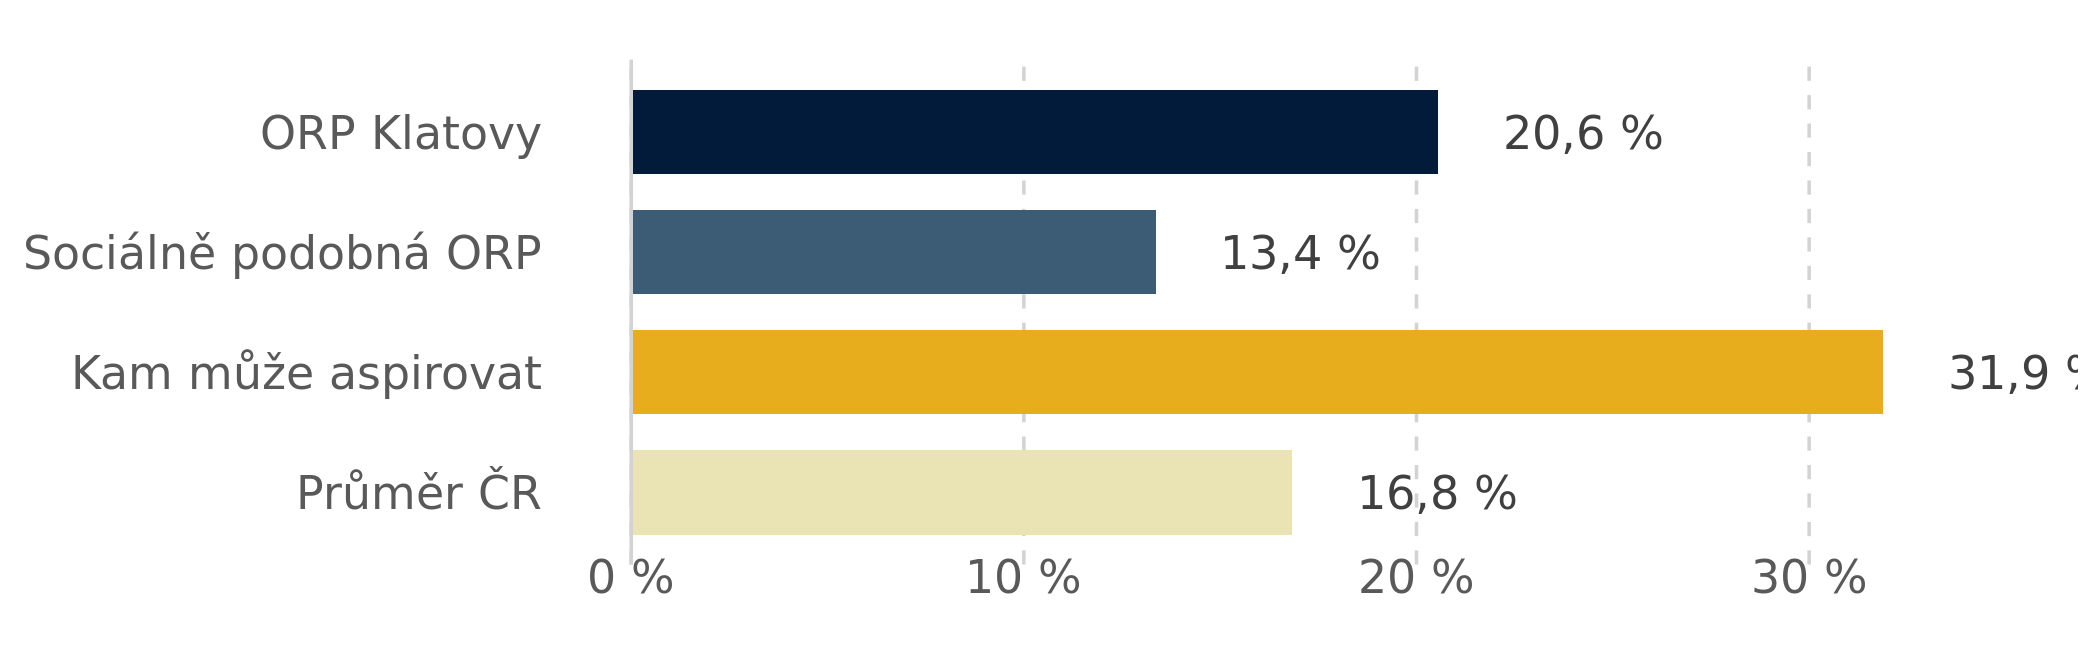 ORP Klatovy
20,6 %
Sociálně podobná ORP
13,4 %
Kam může aspirovat
31,9 %
Průměr ČR
16,8 %
0 %
10 %
20 %
30 %